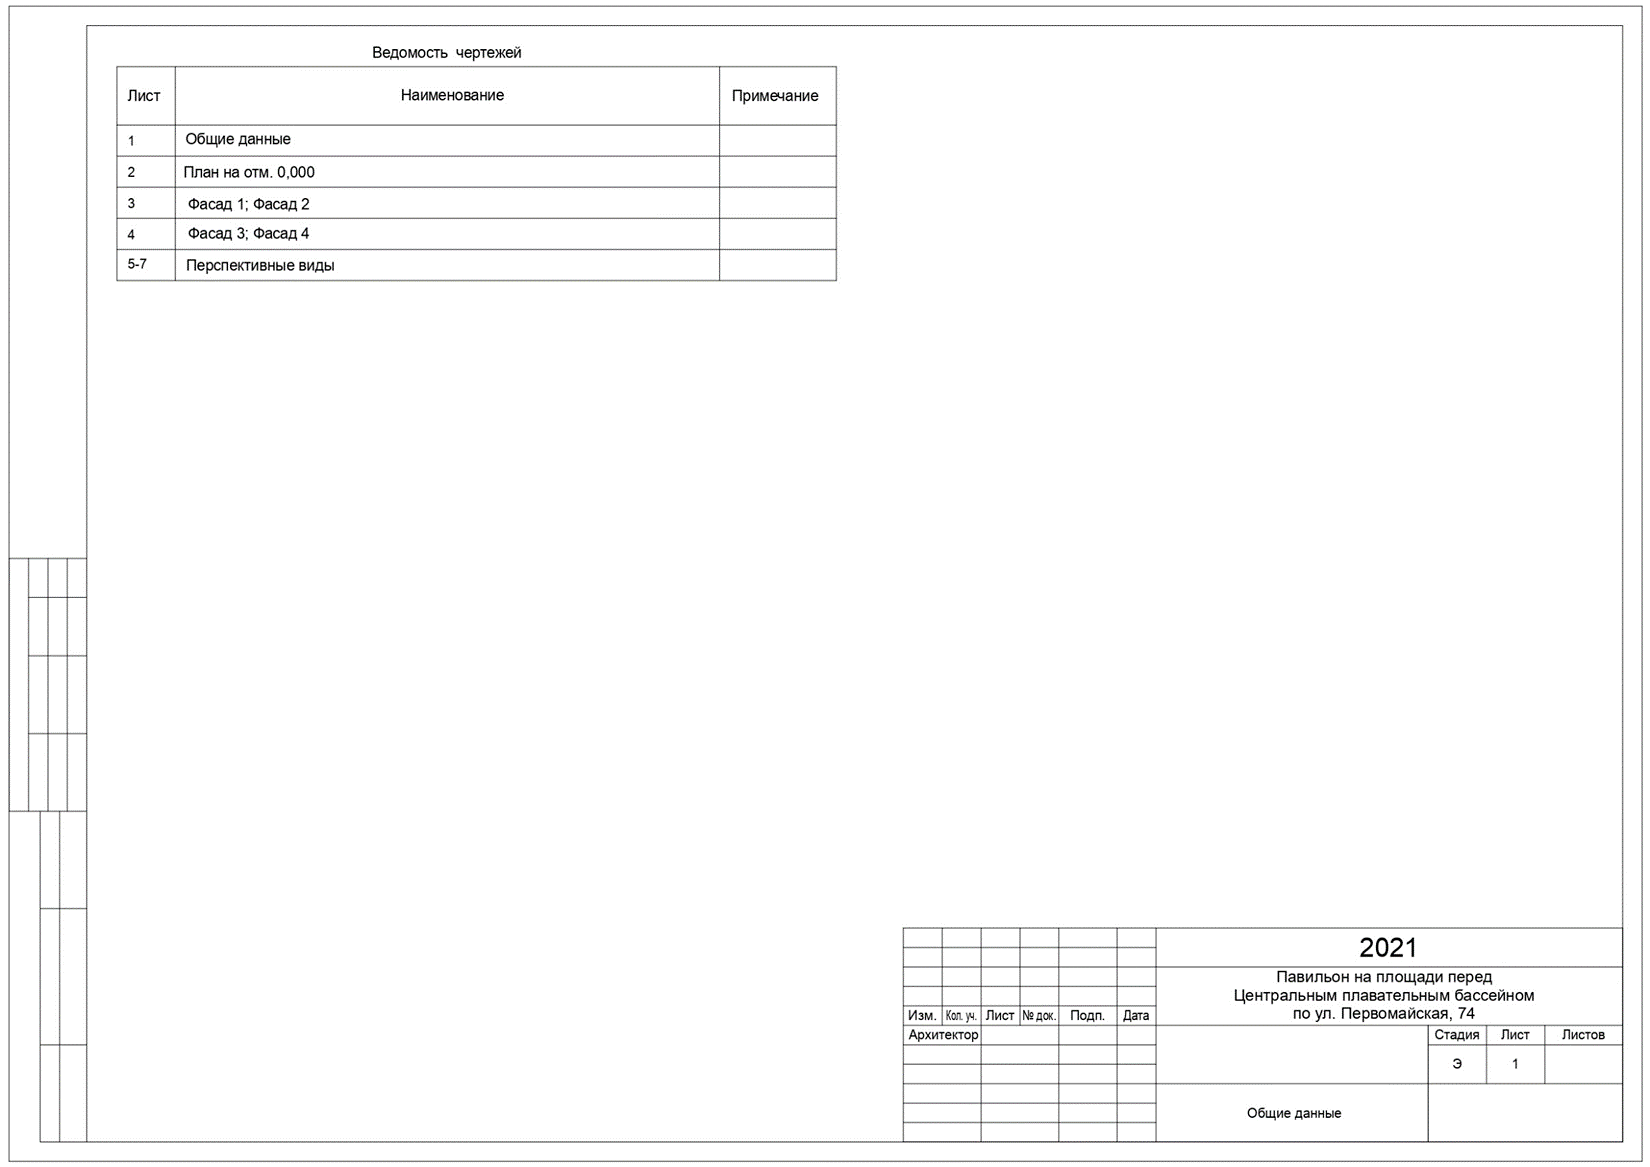 Ведомость чертежей
Лист Наименование Примечание
1 Общие данные
2 План на отм. 0,000
3 Фасад 1; Фасад 2
4 Фасад 3; Фасад 4
5-7 Перспективные виды
2021
Павильон на площади перед
Центральным плавательным бассейном
по ул. Первомайская, 74
Изм. Кол. уч. Лист № док. Подп. Дата
Архитектор Стадия Лист Листов
Э 1
Общие данные